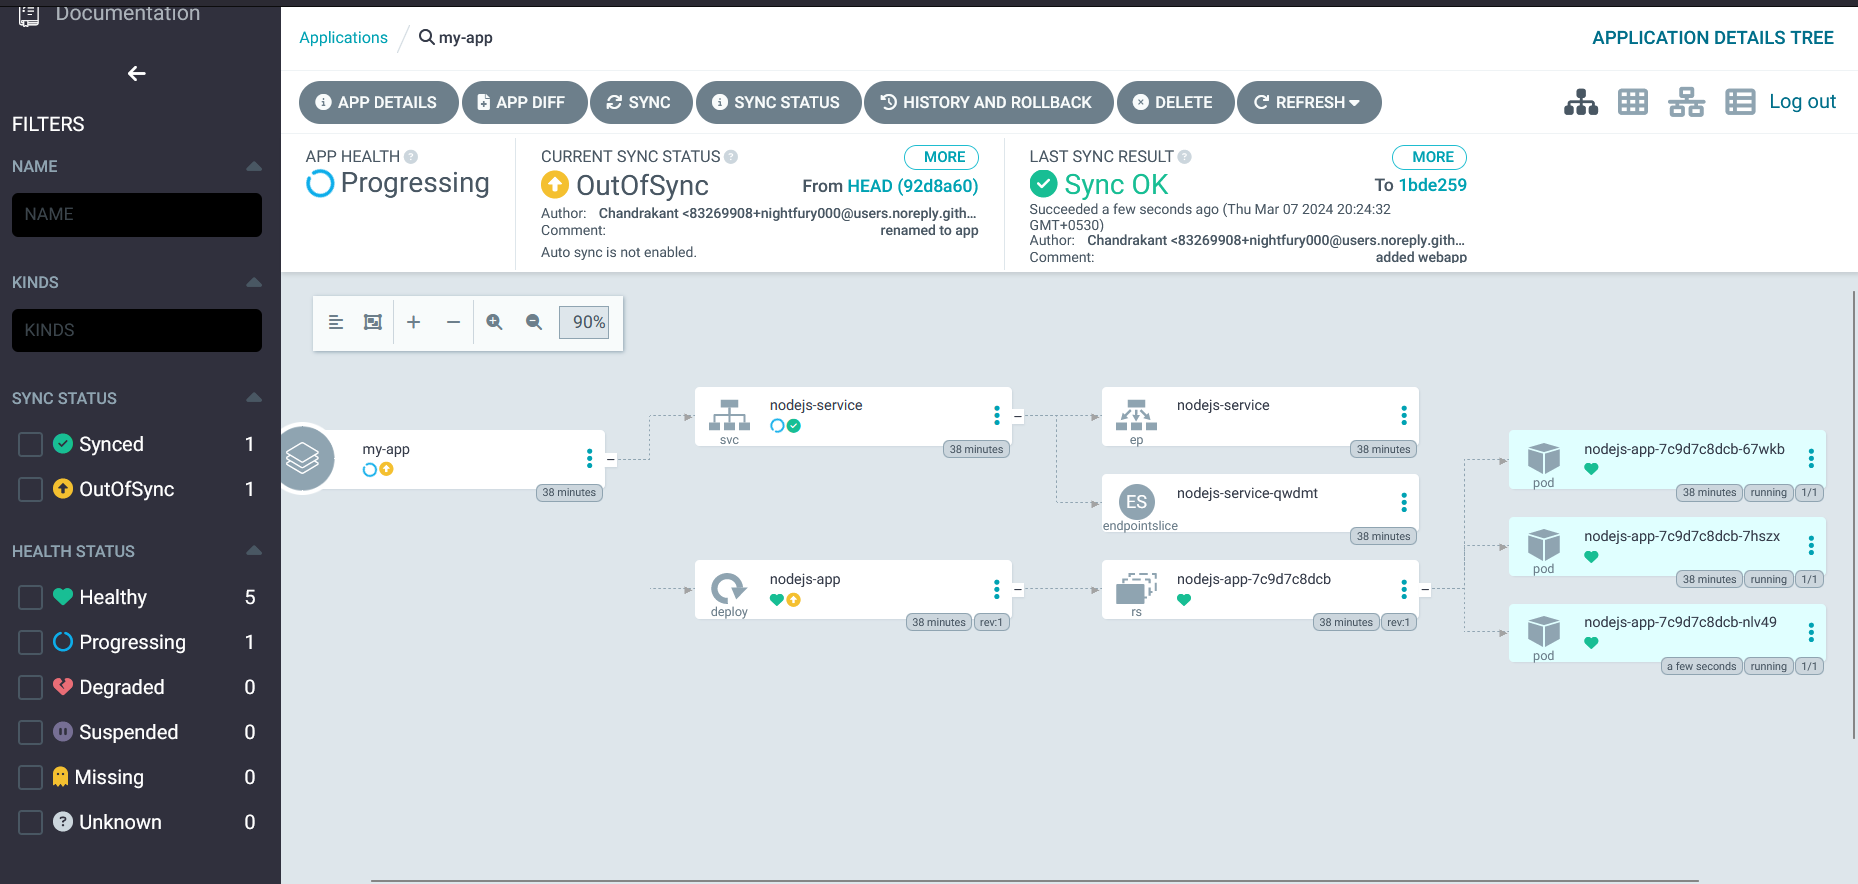 Documentation
FILTERS
NAME
NAME
KINDS
KINDS
SYNC STATUS
Synced 1
OutOfSync 1
HEALTH STATUS
Healthy 5
Progressing 1
Degraded 0
Suspended 0
Missing 0
Unknown 0
Applications / my-app
APPLICATION DETAILS TREE
APP DETAILS
APP DIFF
SYNC
SYNC STATUS
HISTORY AND ROLLBACK
DELETE
REFRESH
Log out
APP HEALTH
Progressing
CURRENT SYNC STATUS
MORE
OutOfSync
From HEAD (92d8a60)
Author: Chandrakant <83269908+nightfury000@users.noreply.gith...
Comment: renamed to app
Auto sync is not enabled.
LAST SYNC RESULT
MORE
Sync OK
To 1bde259
Succeeded a few seconds ago (Thu Mar 07 2024 20:24:32
GMT+0530)
Author: Chandrakant <83269908+nightfury000@users.noreply.gith...
Comment: added webapp
90%
my-app
38 minutes
nodejs-service
svc
38 minutes
nodejs-app
deploy
38 minutes
rev:1
nodejs-service
ep
38 minutes
ES
nodejs-service-qwdmt
endpointslice
38 minutes
nodejs-app-7c9d7c8dcb
rs
38 minutes
rev:1
nodejs-app-7c9d7c8dcb-67wkb
pod
38 minutes
running
1/1
nodejs-app-7c9d7c8dcb-7hszx
pod
38 minutes
running
1/1
nodejs-app-7c9d7c8dcb-nlv49
pod
a few seconds
running
1/1